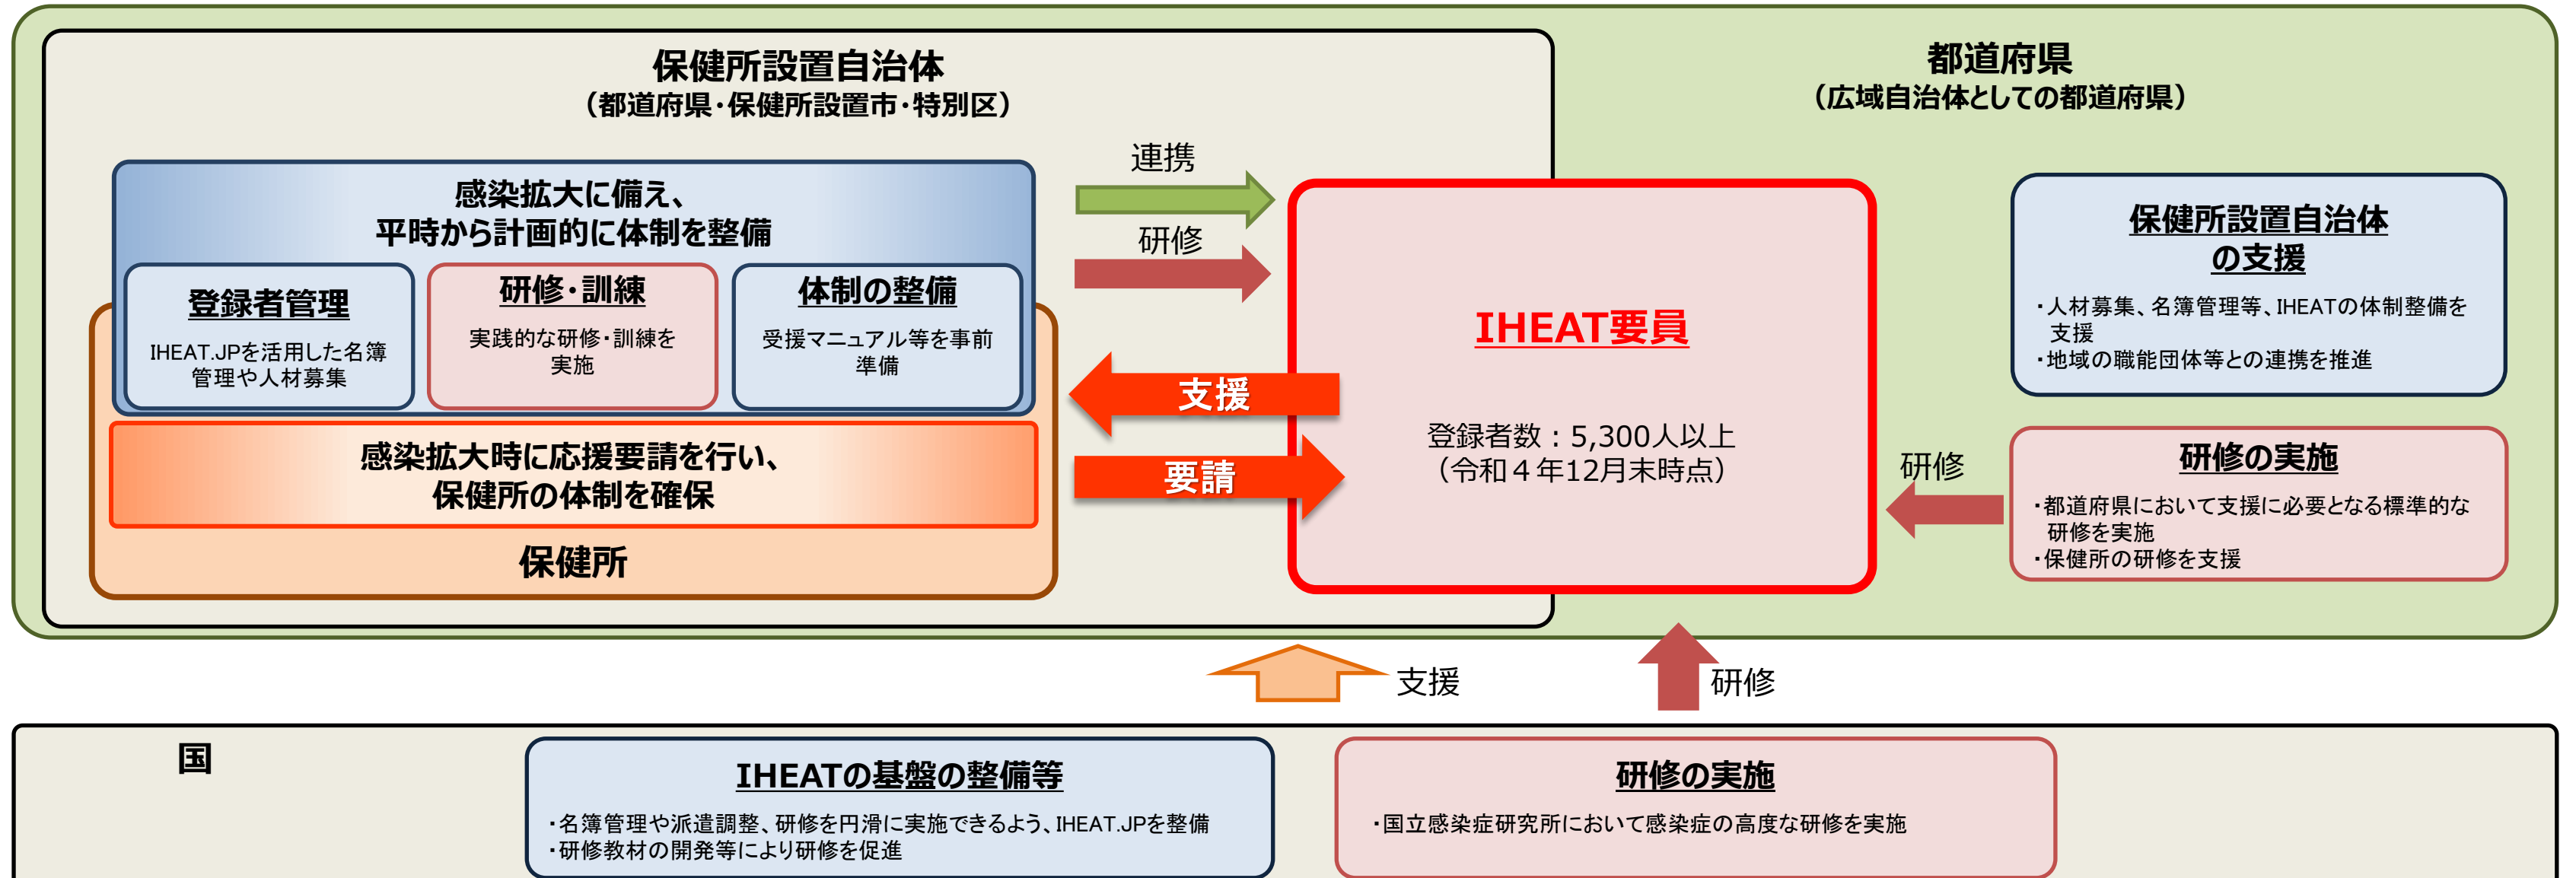 保健所設置自治体
（都道府県・保健所設置市・特別区）
都道府県
（広域自治体としての都道府県）
感染拡大に備え、
平時から計画的に体制を整備
登録者管理
IHEAT.JPを活用した名簿
管理や人材募集
研修・訓練
実践的な研修・訓練を
実施
体制の整備
受援マニュアル等を事前
準備
感染拡大時に応援要請を行い、
保健所の体制を確保
保健所
連携
研修
支援
要請
IHEAT要員
登録者数：5,300人以上
（令和４年12月末時点）
保健所設置自治体
の支援
・人材募集、名簿管理等、IHEATの体制整備を
支援
・地域の職能団体等との連携を推進
研修
研修の実施
・都道府県において支援に必要となる標準的な
研修を実施
・保健所の研修を支援
支援
研修
国
IHEATの基盤の整備等
・名簿管理や派遣調整、研修を円滑に実施できるよう、IHEAT.JPを整備
・研修教材の開発等により研修を促進
研修の実施
・国立感染症研究所において感染症の高度な研修を実施